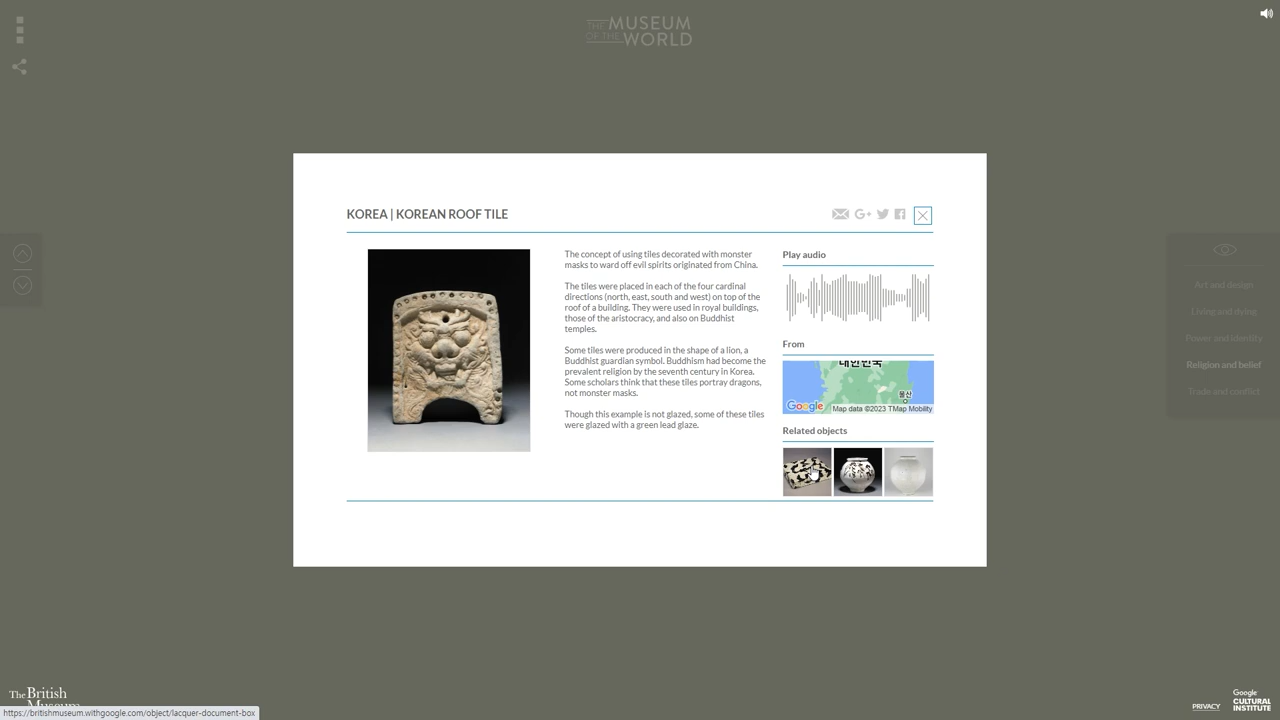 THE MUSEUM
OF THE WORLD
KOREA | KOREAN ROOF TILE
The concept of using tiles decorated with monster
masks to ward off evil spirits originated from China.
The tiles were placed in each of the four cardinal
directions (north, east, south and west) on top of the
roof of a building. They were used in royal buildings,
those of the aristocracy, and also on Buddhist
temples.
Some tiles were produced in the shape of a lion, a
Buddhist guardian symbol. Buddhism had become the
prevalent religion by the seventh century in Korea.
Some scholars think that these tiles portray dragons,
not monster masks.
Though this example is not glazed, some of these tiles
were glazed with a green lead glaze.
Play audio
From
대한민국
울산
Google
Map data ©2023 TMap Mobility
Related objects
Art and design
Living and dying
Power and identity
Religion and belief
Trade and conflict
The British
Museum
https://britishmuseum.withgoogle.com/object/lacquer-document-box
PRIVACY
Google
CULTURAL
INSTITUTE